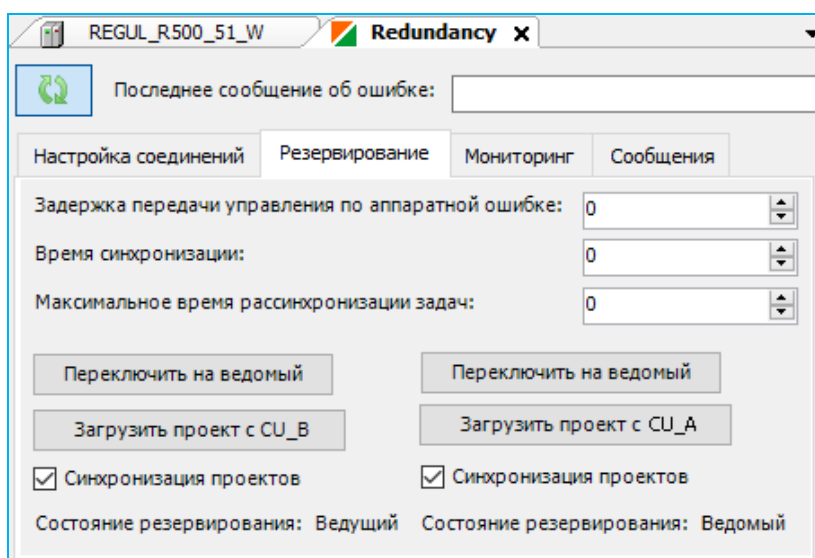 REGUL_R500_51_W Redundancy x
Последнее сообщение об ошибке:
Настройка соединений Резервирование Мониторинг Сообщения
Задержка передачи управления по аппаратной ошибке: 0
Время синхронизации: 0
Максимальное время рассинхронизации задач: 0
Переключить на ведомый Переключить на ведомый
Загрузить проект с CU_B Загрузить проект с CU_A
Синхронизация проектов Синхронизация проектов
Состояние резервирования: Ведущий Состояние резервирования: Ведомый